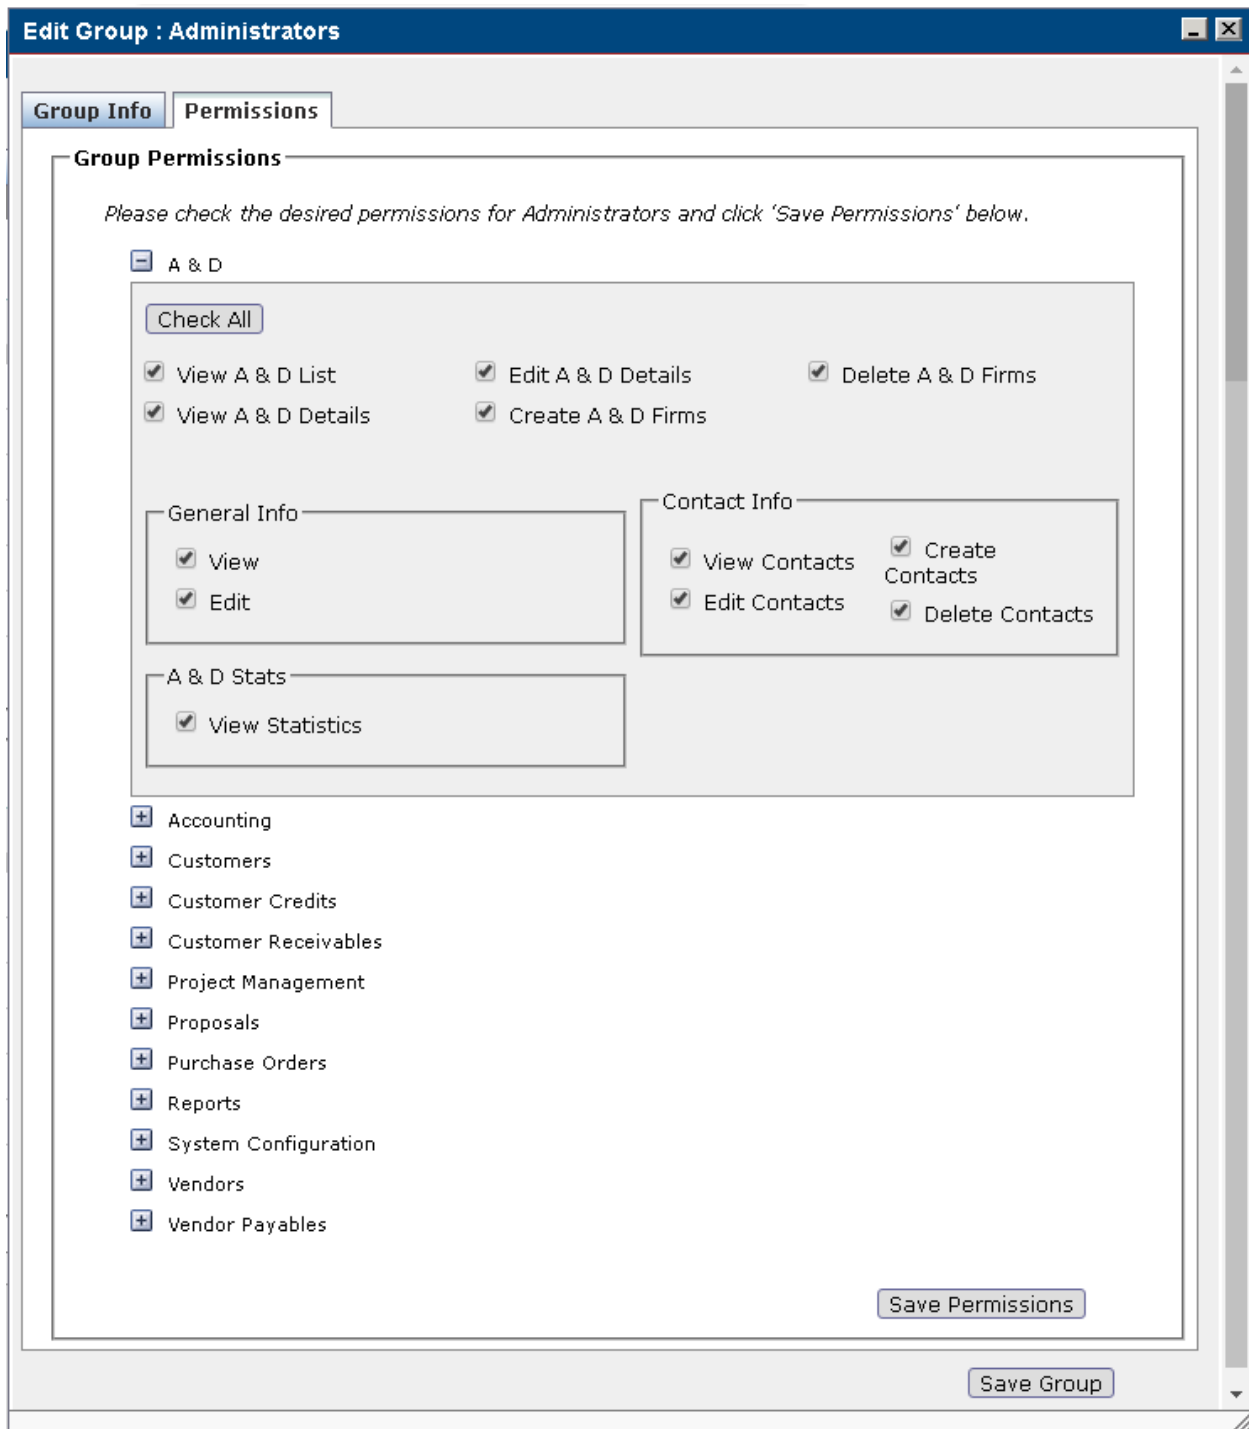 Edit Group : Administrators
Group Info
Permissions
Group Permissions
Please check the desired permissions for Administrators and click 'Save Permissions' below.
A & D
Check All
View A & D List
Edit A & D Details
Delete A & D Firms
View A & D Details
Create A & D Firms
General Info
View
Edit
Contact Info
View Contacts
Create
Contacts
Edit Contacts
Delete Contacts
A & D Stats
View Statistics
Accounting
Customers
Customer Credits
Customer Receivables
Project Management
Proposals
Purchase Orders
Reports
System Configuration
Vendors
Vendor Payables
Save Permissions
Save Group